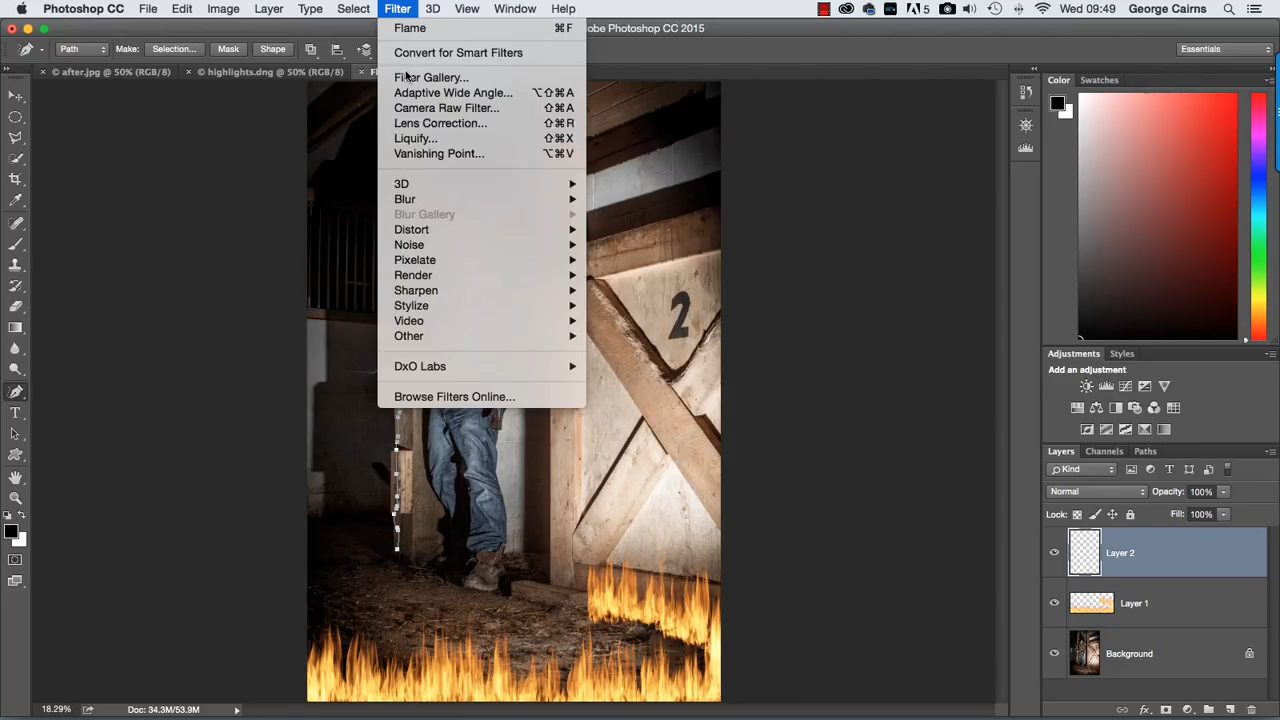 Photoshop CC File Edit Image Layer Type Select Filter 3D View Window Help 5 Wed 09:49 George Cairns
Adobe Photoshop CC 2015
Path Make: Selection... Mask Shape Essentials
× after.jpg @ 50% (RGB/8) × highlights.dng @ 50% (RGB/8) ×
Flame ⌘F
Convert for Smart Filters
Filter Gallery...
Adaptive Wide Angle... ⌥⇧⌘A
Camera Raw Filter... ⇧⌘A
Lens Correction... ⇧⌘R
Liquify... ⇧⌘X
Vanishing Point... ⌥⌘V
3D
Blur
Blur Gallery
Distort
Noise
Pixelate
Render
Sharpen
Stylize
Video
Other
DxO Labs
Browse Filters Online...
2
Color Swatches
Adjustments Styles
Add an adjustment
Layers Channels Paths
Kind
Normal Opacity: 100%
Lock: Fill: 100%
Layer 2
Layer 1
Background
18.29% Doc: 34.3M/53.9M